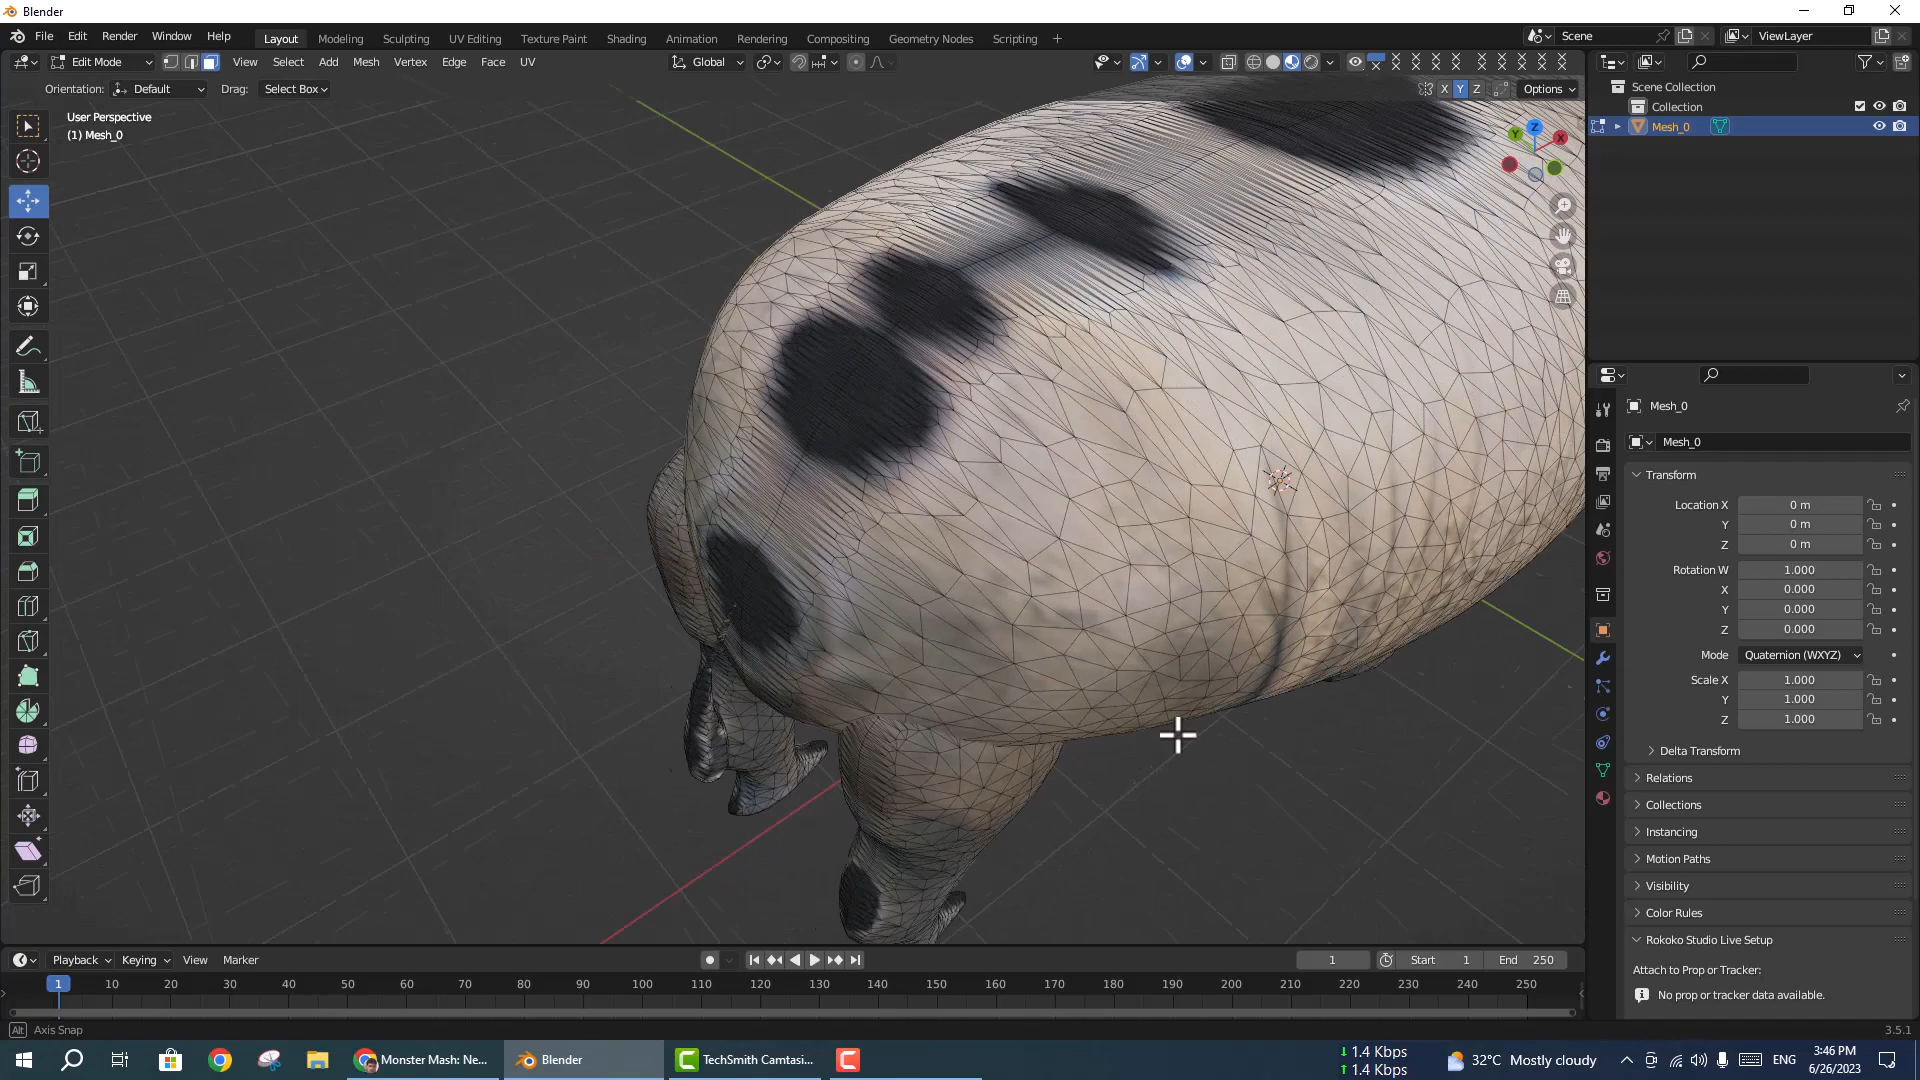 Blender
File Edit Render Window Help Layout Modeling Sculpting UV Editing Texture Paint Shading Animation Rendering Compositing Geometry Nodes Scripting + Scene ViewLayer
Edit Mode View Select Add Mesh Vertex Edge Face UV Global
Orientation: Default Drag: Select Box X Y Z Options
User Perspective
(1) Mesh_0
Z
Y
X
Scene Collection
Collection
Mesh_0
Mesh_0
Mesh_0
Transform
Location X 0 m
Y 0 m
Z 0 m
Rotation W 1.000
X 0.000
Y 0.000
Z 0.000
Mode Quaternion (WXYZ)
Scale X 1.000
Y 1.000
Z 1.000
Delta Transform
Relations
Collections
Instancing
Motion Paths
Visibility
Color Rules
Rokoko Studio Live Setup
Attach to Prop or Tracker:
No prop or tracker data available.
Playback Keying View Marker 1 Start 1 End 250
1 10 20 30 40 50 60 70 80 90 100 110 120 130 140 150 160 170 180 190 200 210 220 230 240 250
Alt Axis Snap 3.5.1
Monster Mash: Ne... Blender TechSmith Camtasi...
↓ 1.4 Kbps
↑ 1.4 Kbps
32°C Mostly cloudy
ENG
3:46 PM
6/26/2023